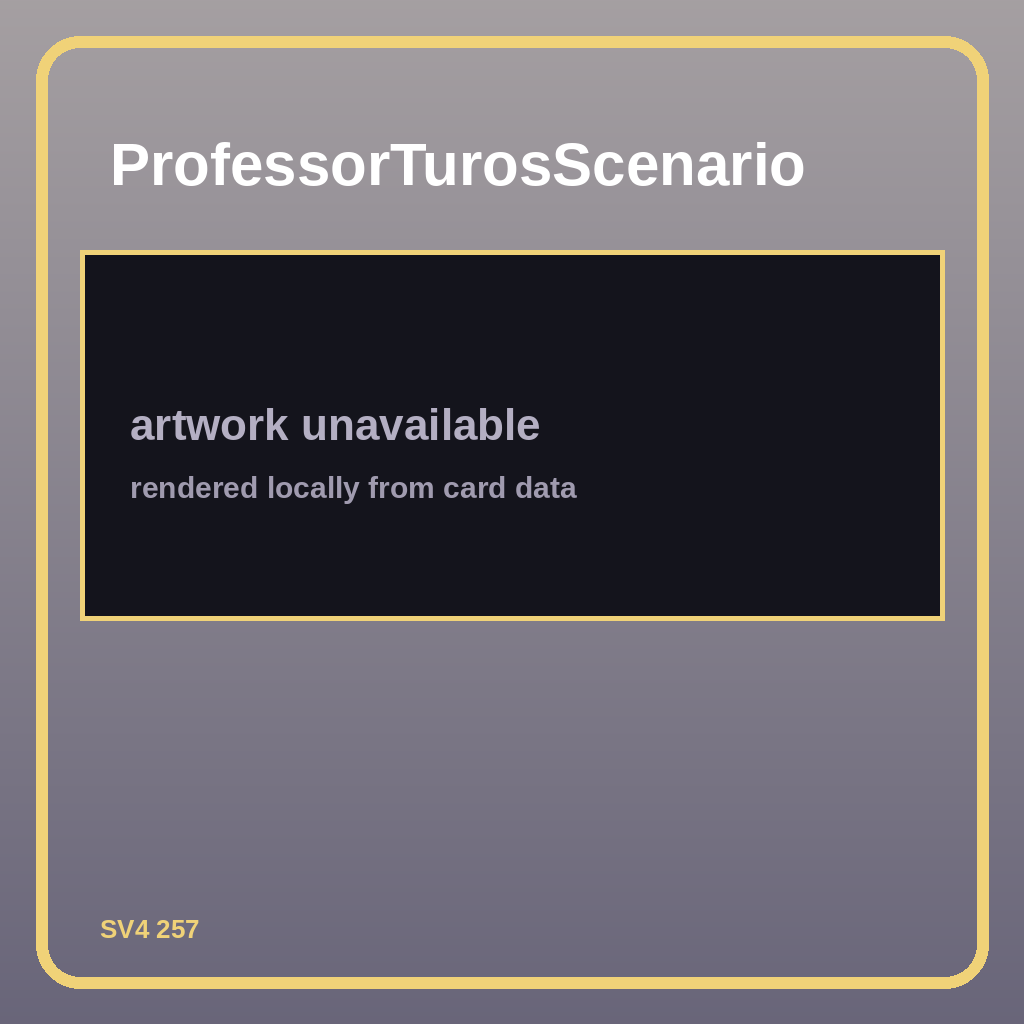 ProfessorTurosScenario
artwork unavailable
rendered locally from card data
SV4 257